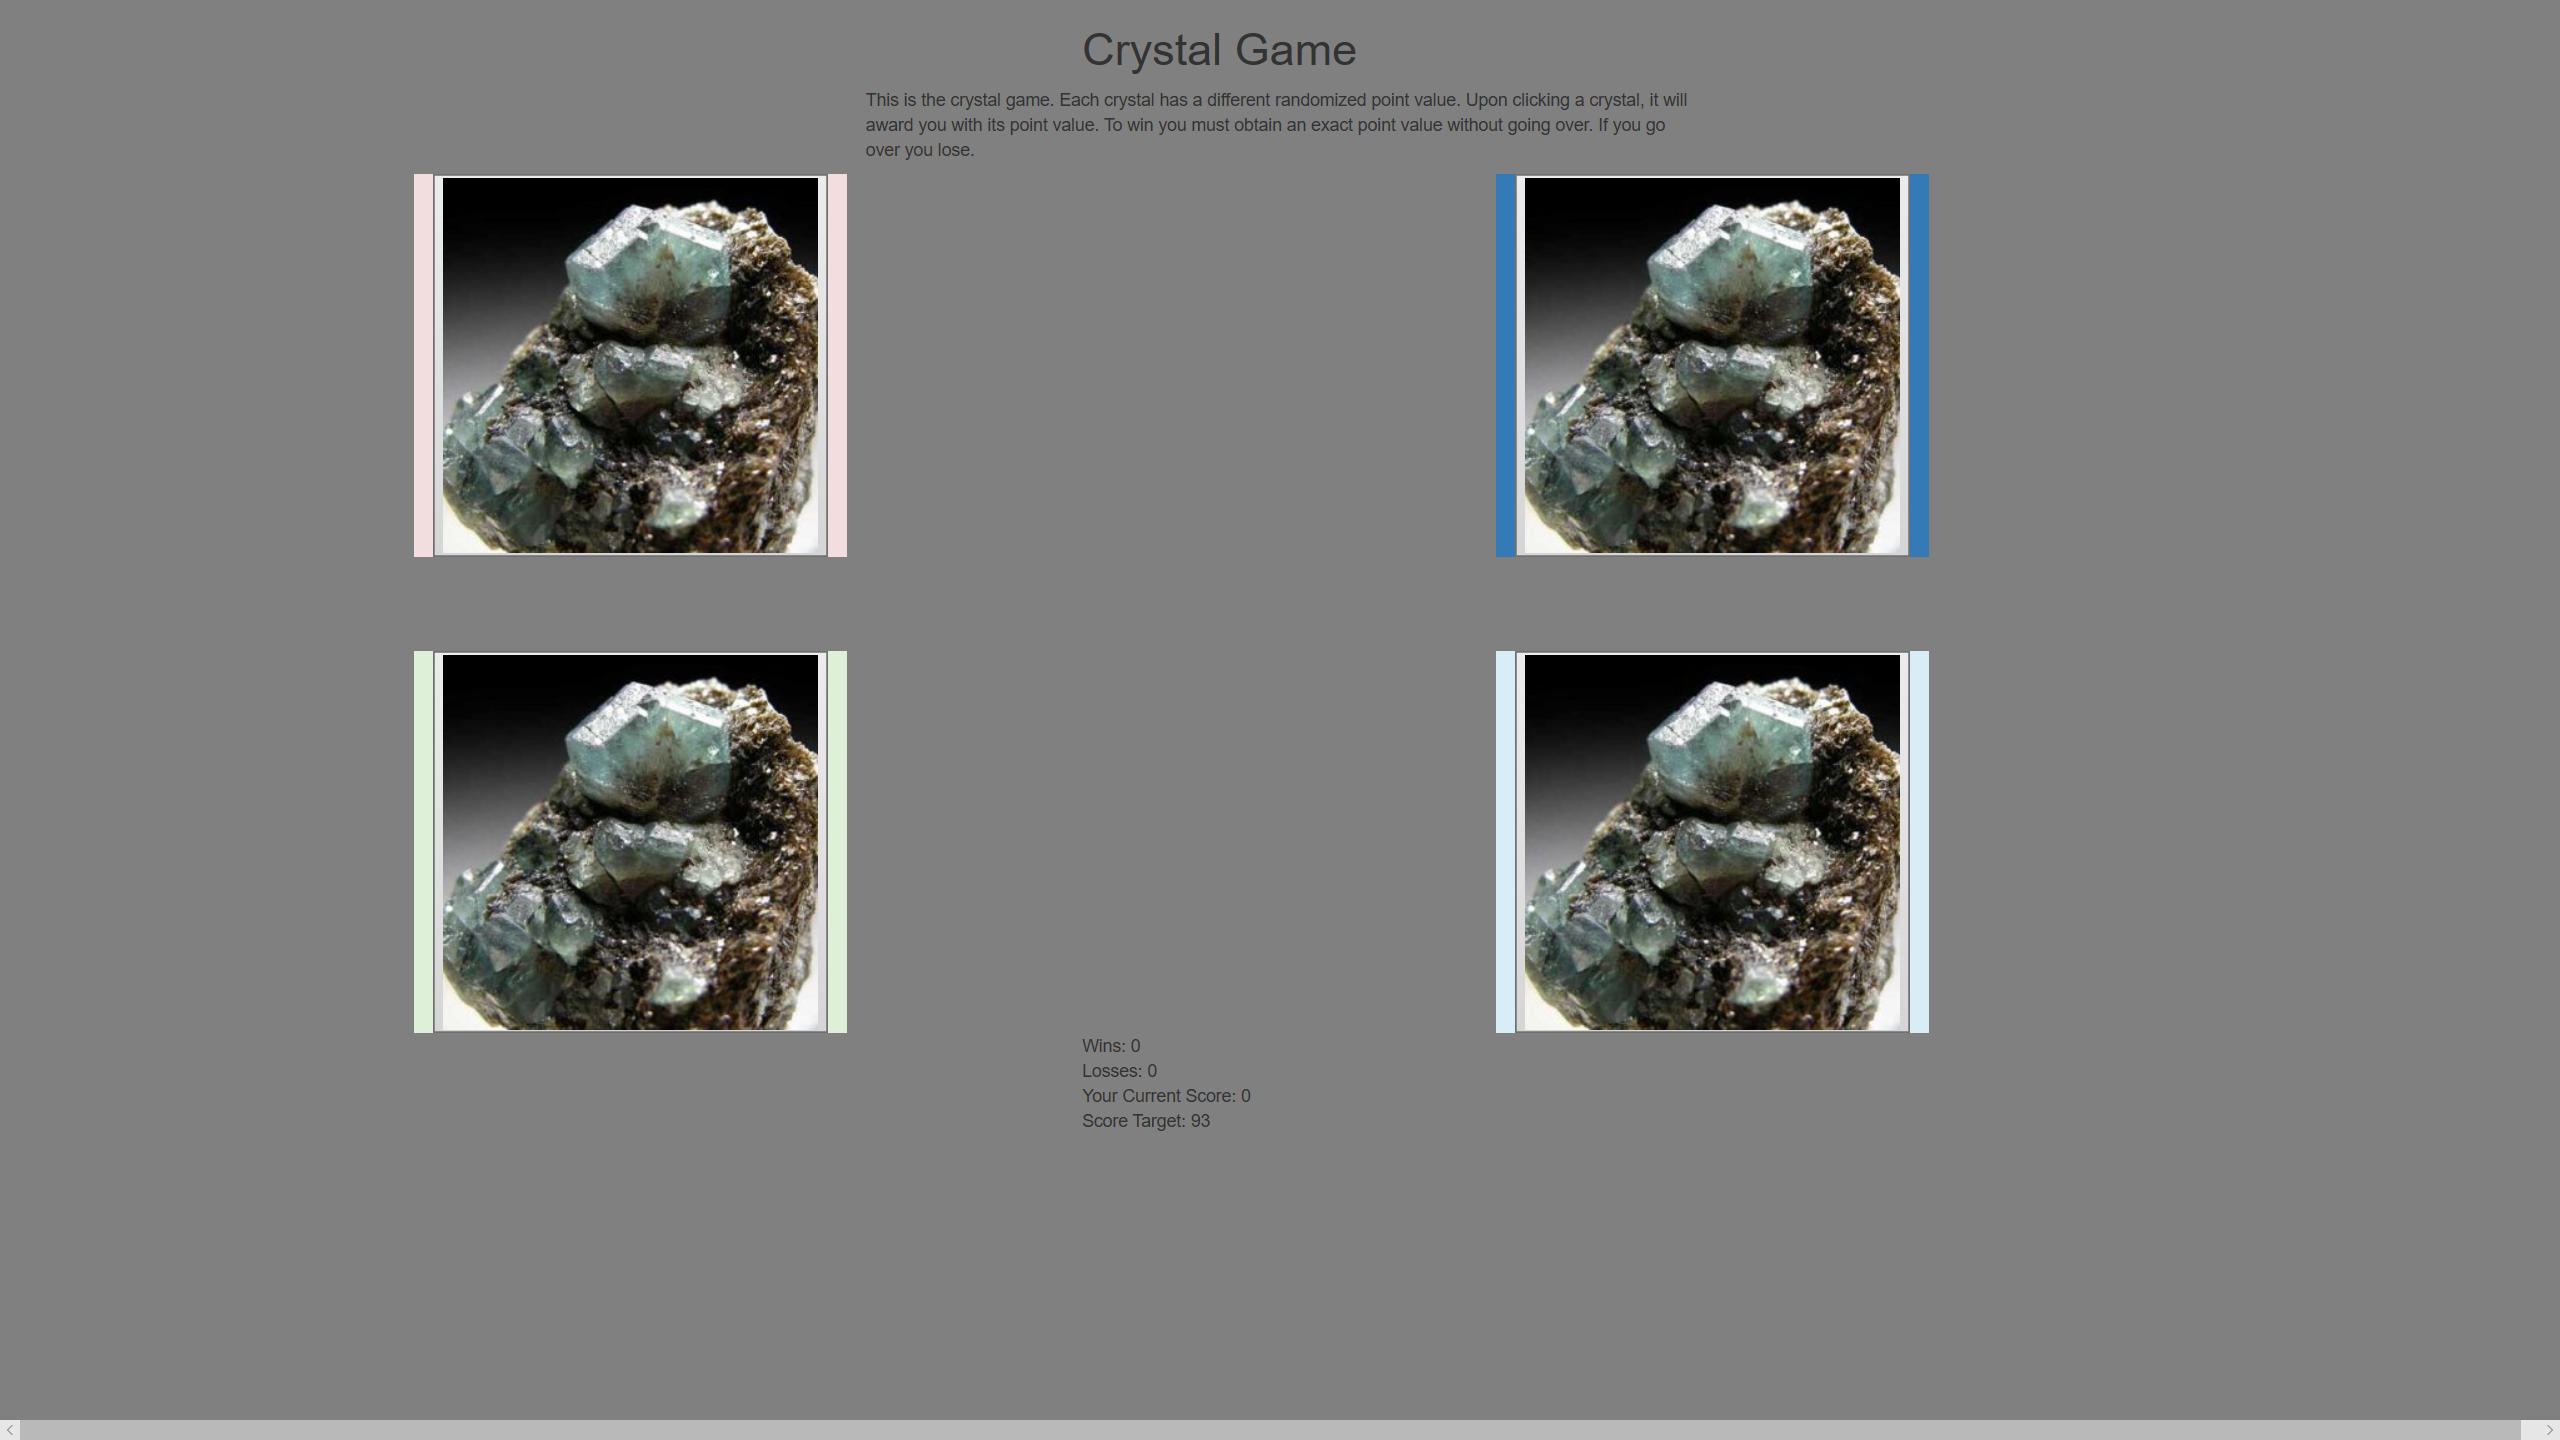 Crystal Game
This is the crystal game. Each crystal has a different randomized point value. Upon clicking a crystal, it will
award you with its point value. To win you must obtain an exact point value without going over. If you go
over you lose.
Wins: 0
Losses: 0
Your Current Score: 0
Score Target: 93